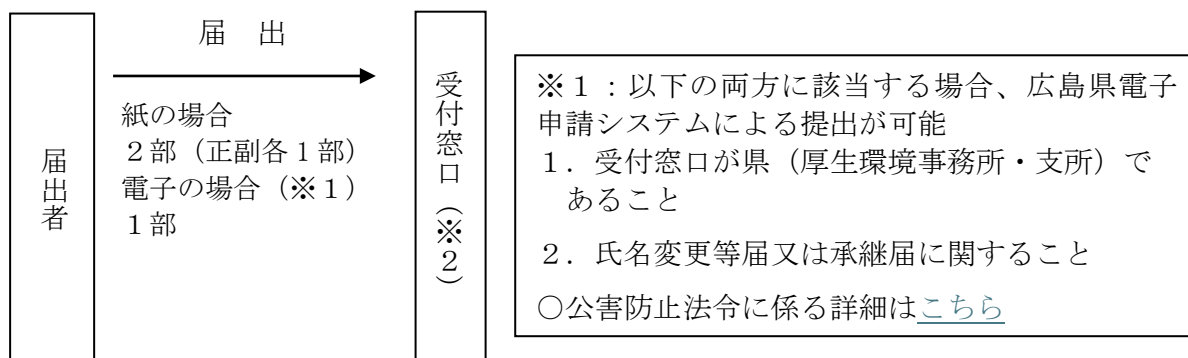 届出者
届　出
紙の場合
２部（正副各１部）
電子の場合（※１）
１部
受付窓口（※２）
※１：以下の両方に該当する場合、広島県電子
申請システムによる提出が可能
１．受付窓口が県（厚生環境事務所・支所）で
あること
２．氏名変更等届又は承継届に関すること
○公害防止法令に係る詳細はこちら